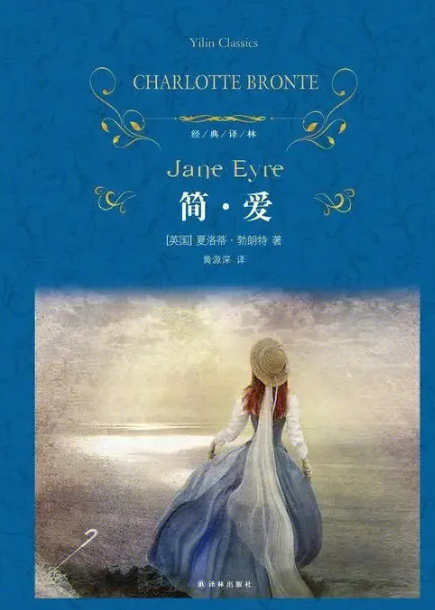 Yilin Classics
CHARLOTTE BRONTE
经/典/译/林
Jane Eyre
简·爱
[英国] 夏洛蒂·勃朗特 著
黄源深 译
译林出版社